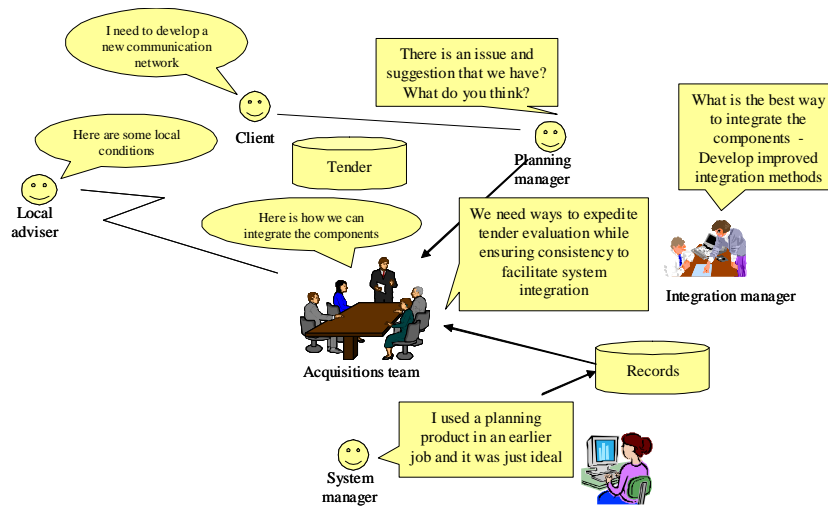 I need to develop a
new communication
network
There is an issue and
suggestion that we have?
What do you think?
Client
What is the best way
to integrate the
components  -
Develop improved
integration methods
Here are some local
conditions
Tender
Planning
manager
Local
adviser
Here is how we can
integrate the components
We need ways to expedite
tender evaluation while
ensuring consistency to
facilitate system
integration
Integration manager
Acquisitions team
Records
I used a planning
product in an earlier
job and it was just ideal
System
manager